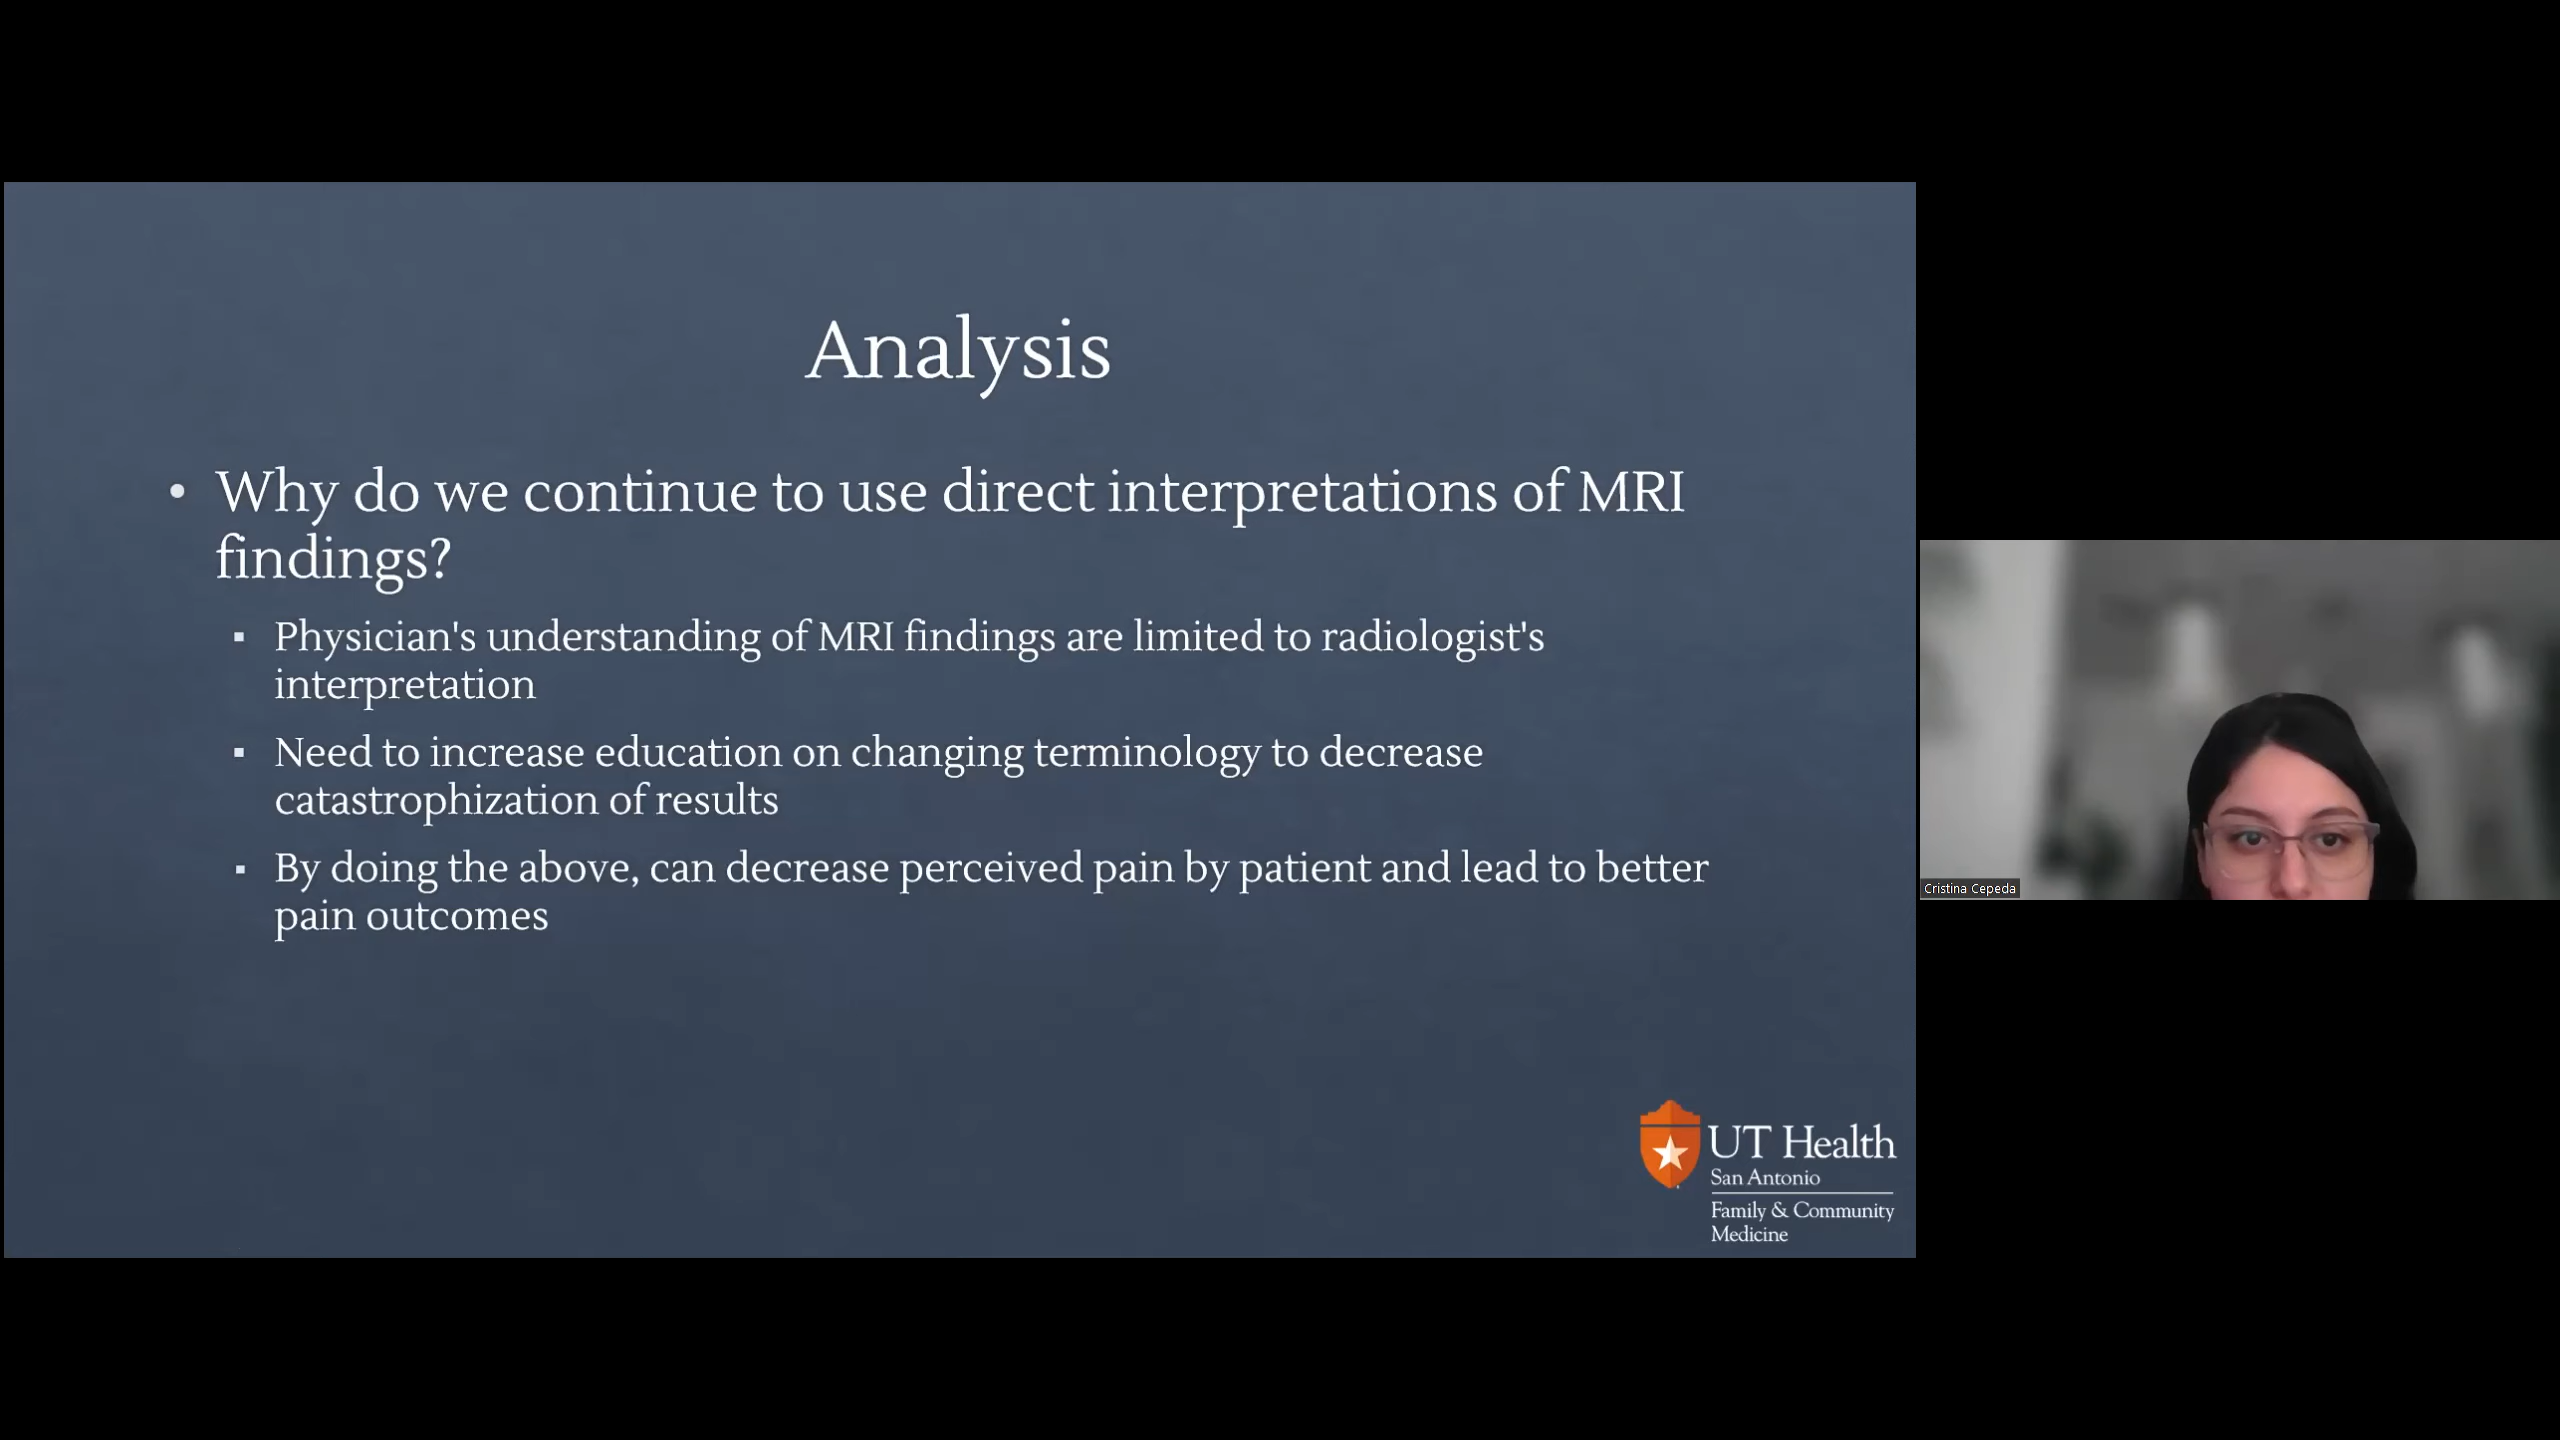 Analysis
• Why do we continue to use direct interpretations of MRI
findings?
▪ Physician's understanding of MRI findings are limited to radiologist's
interpretation
▪ Need to increase education on changing terminology to decrease
catastrophization of results
▪ By doing the above, can decrease perceived pain by patient and lead to better
pain outcomes
UT Health
San Antonio
Family & Community
Medicine
Cristina Cepeda